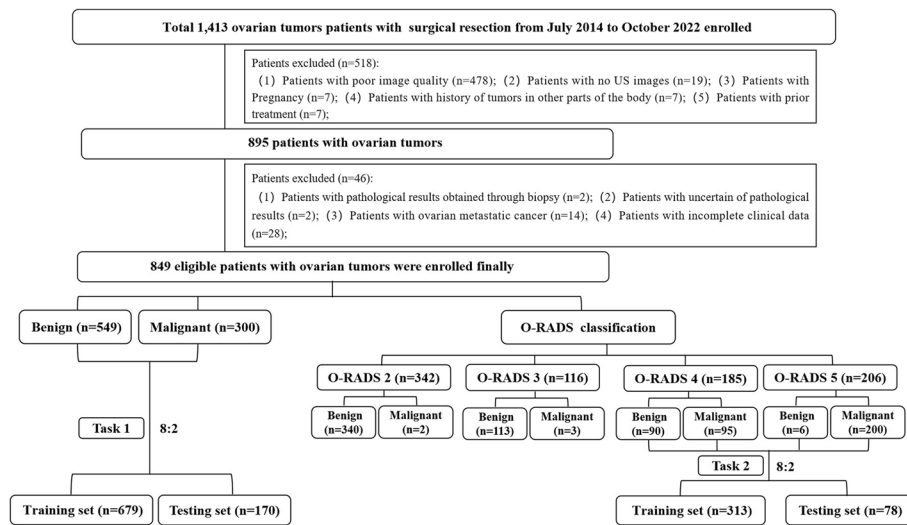 Total 1,413 ovarian tumors patients with surgical resection from July 2014 to October 2022 enrolled
Patients excluded (n=518):
(1) Patients with poor image quality (n=478); (2) Patients with no US images (n=19); (3) Patients with
Pregnancy (n=7); (4) Patients with history of tumors in other parts of the body (n=7); (5) Patients with prior
treatment (n=7);
895 patients with ovarian tumors
Patients excluded (n=46):
(1) Patients with pathological results obtained through biopsy (n=2); (2) Patients with uncertain of pathological
results (n=2); (3) Patients with ovarian metastatic cancer (n=14); (4) Patients with incomplete clinical data
(n=28);
849 eligible patients with ovarian tumors were enrolled finally
Benign (n=549)
Malignant (n=300)
O-RADS classification
O-RADS 2 (n=342)
O-RADS 3 (n=116)
O-RADS 4 (n=185)
O-RADS 5 (n=206)
Benign
(n=340)
Malignant
(n=2)
Benign
(n=113)
Malignant
(n=3)
Benign
(n=90)
Malignant
(n=95)
Benign
(n=6)
Malignant
(n=200)
Task 1
8:2
Task 2
8:2
Training set (n=679)
Testing set (n=170)
Training set (n=313)
Testing set (n=78)